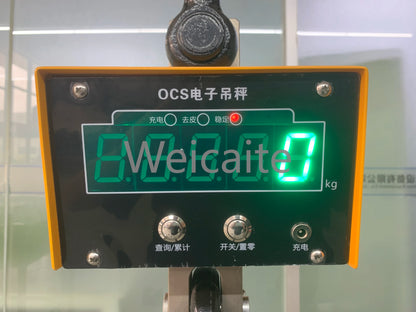 OCS电子吊秤
充电 去皮 稳定
0
Weicaite
kg
查询/累计 开关/置零 充电